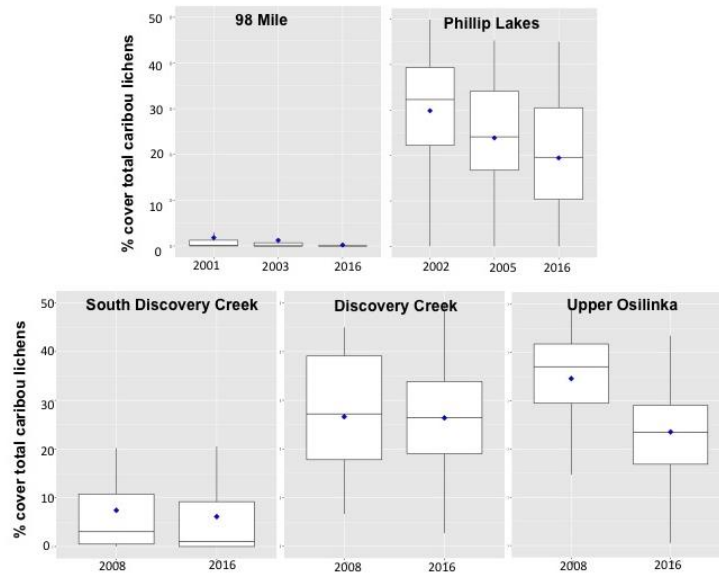 98 Mile
Phillip Lakes
% cover total caribou lichens
50
40
30
20
10
0
2001 2003 2016
2002 2005 2016
South Discovery Creek
Discovery Creek
Upper Osilinka
% cover total caribou lichens
50
40
30
20
10
0
2008 2016
2008 2016
2008 2016